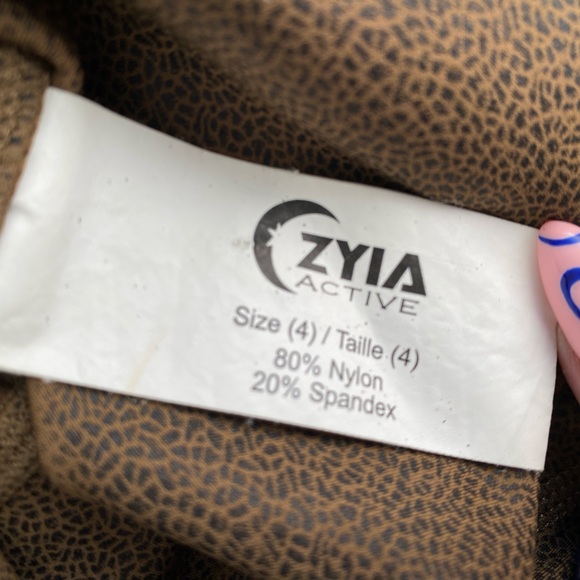 ZYIA
ACTIVE
Size (4) / Taille (4)
80% Nylon
20% Spandex